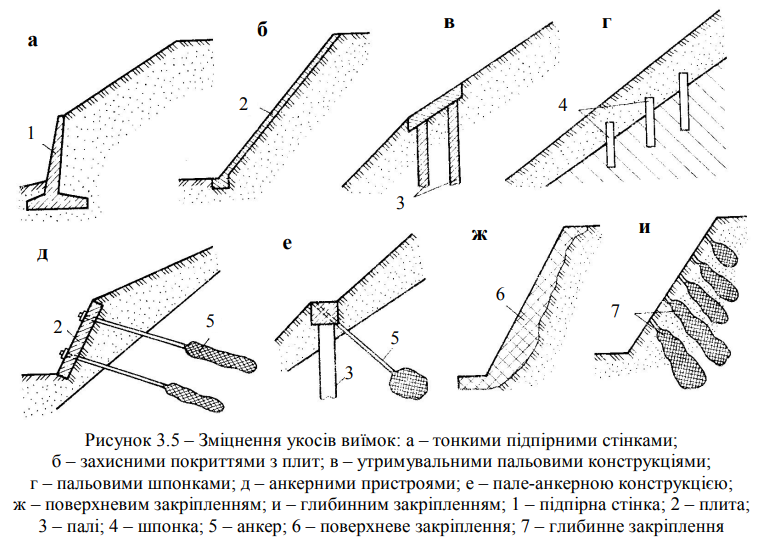 а
б
в
г
1
2
3
4
д
е
ж
и
2
5
3
5
6
7
Рисунок 3.5 – Зміцнення укосів виїмок: а – тонкими підпірними стінками;
б – захисними покриттями з плит; в – утримувальними пальовими конструкціями;
г – пальовими шпонками; д – анкерними пристроями; е – пале-анкерною конструкцією;
ж – поверхневим закріпленням; и – глибинним закріпленням; 1 – підпірна стінка; 2 – плита;
3 – палі; 4 – шпонка; 5 – анкер; 6 – поверхневе закріплення; 7 – глибинне закріплення